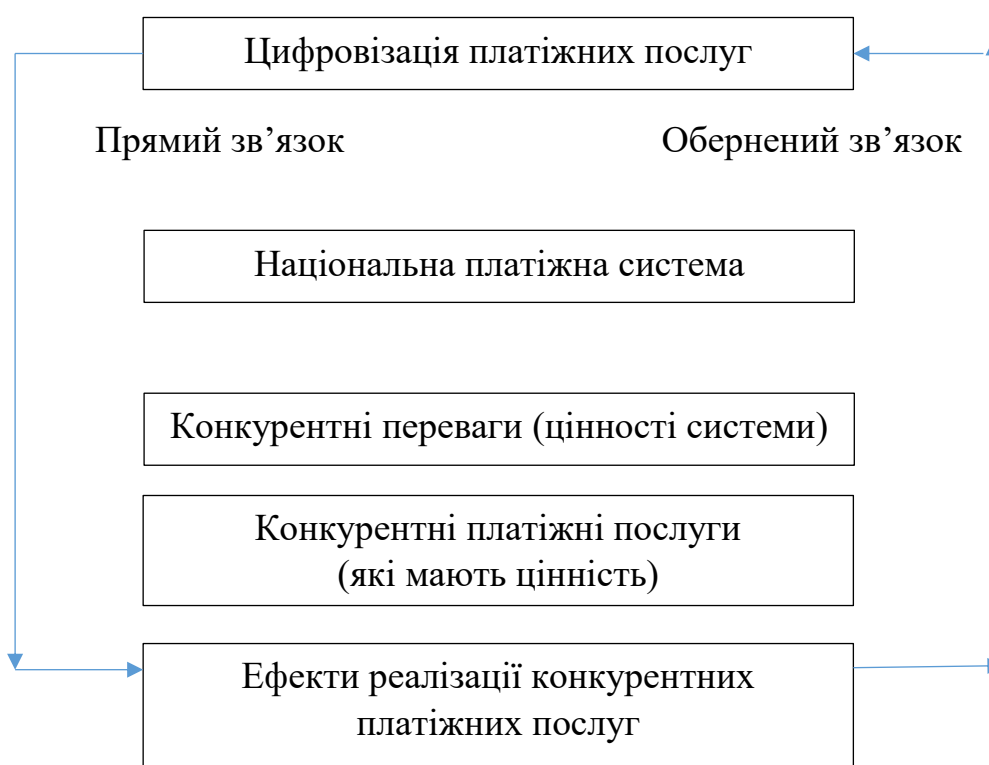 Цифровізація платіжних послуг
Прямий зв’язок
Обернений зв’язок
Національна платіжна система
Конкурентні переваги (цінності системи)
Конкурентні платіжні послуги
(які мають цінність)
Ефекти реалізації конкурентних
платіжних послуг